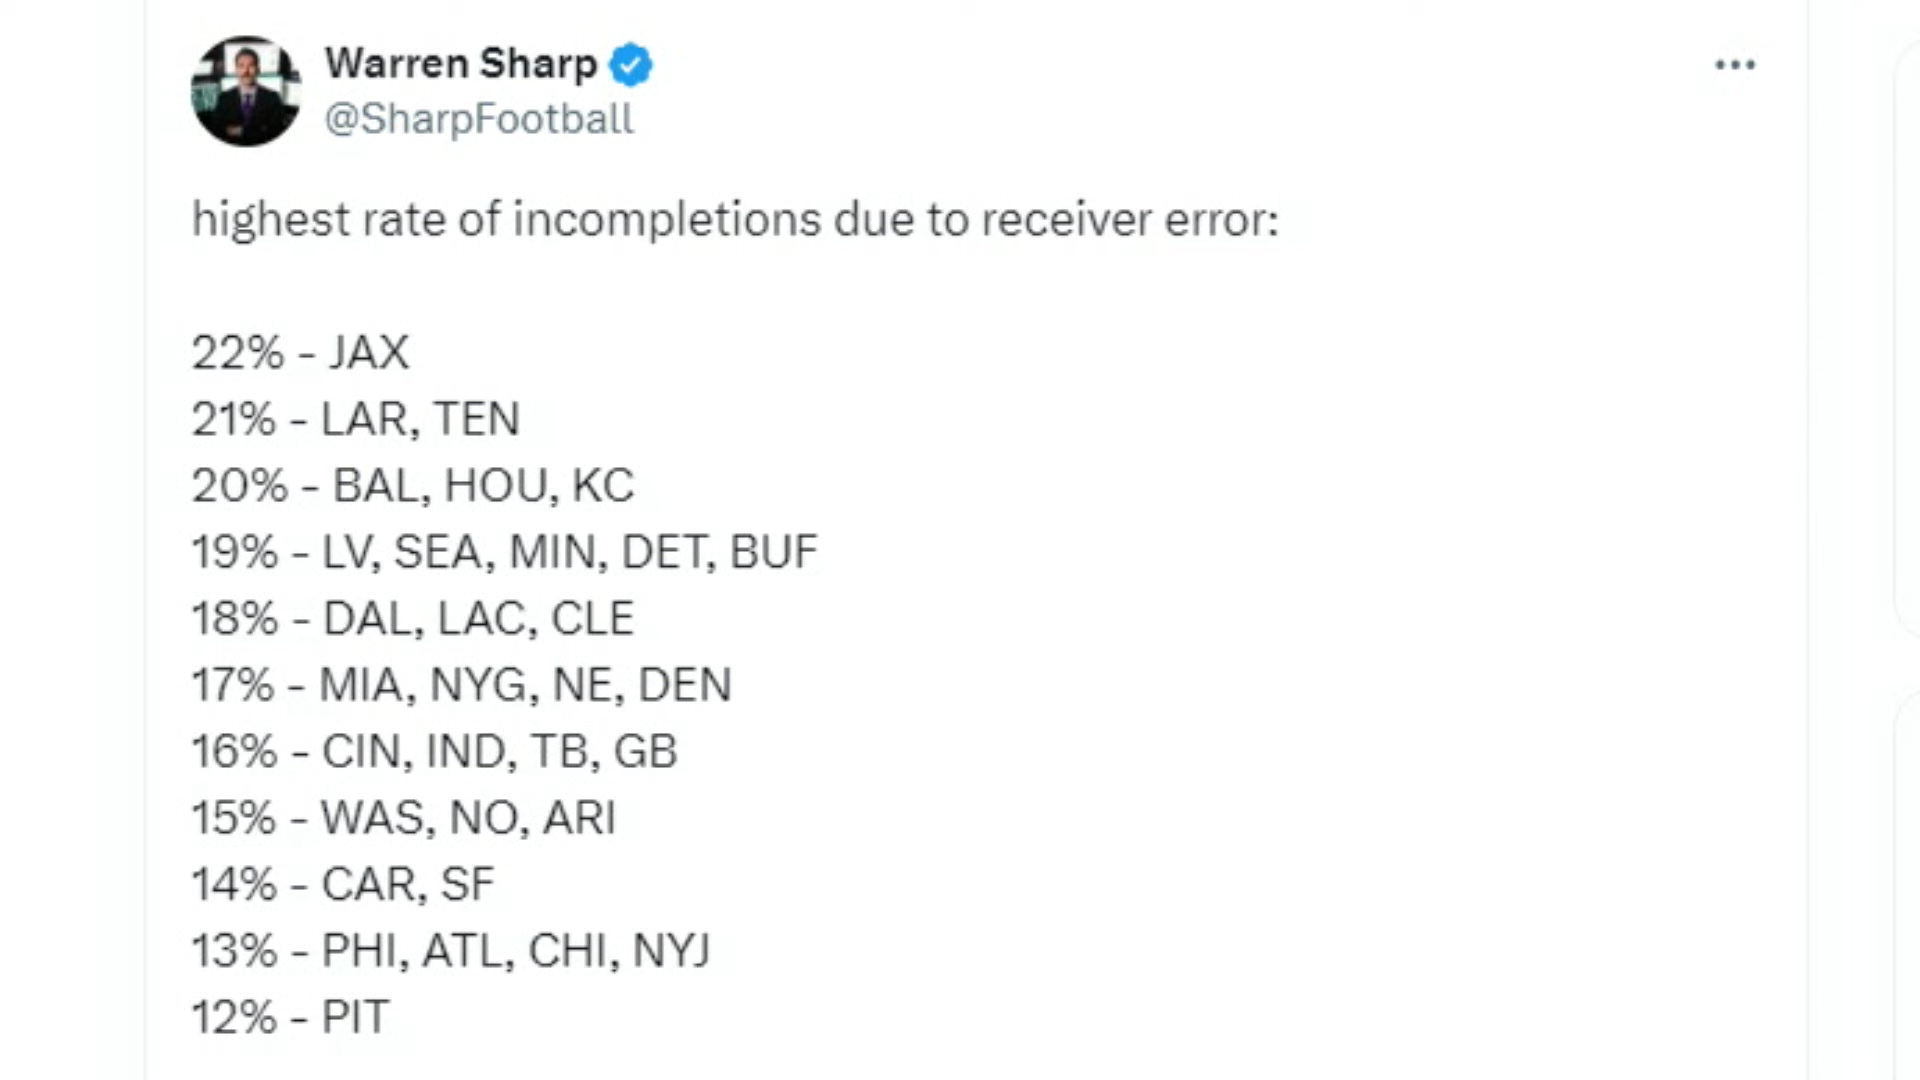 Warren Sharp
@SharpFootball
highest rate of incompletions due to receiver error:
22% - JAX
21% - LAR, TEN
20% - BAL, HOU, KC
19% - LV, SEA, MIN, DET, BUF
18% - DAL, LAC, CLE
17% - MIA, NYG, NE, DEN
16% - CIN, IND, TB, GB
15% - WAS, NO, ARI
14% - CAR, SF
13% - PHI, ATL, CHI, NYJ
12% - PIT